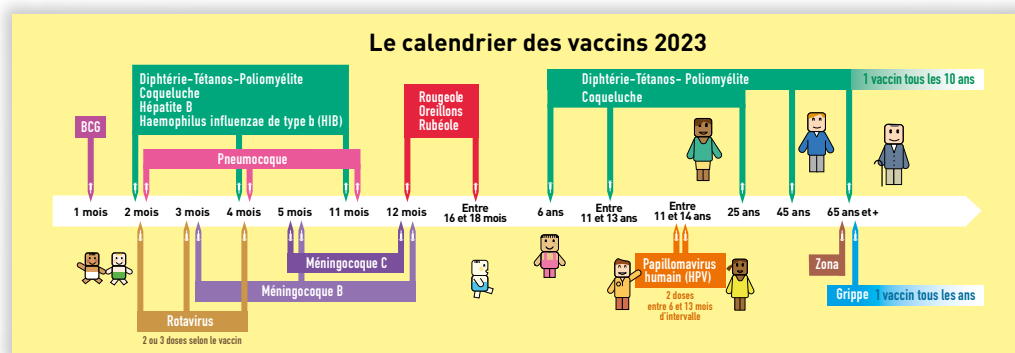 Le calendrier des vaccins 2023
Diphtérie-Tétanos-Poliomyélite
Coqueluche
Hépatite B
Haemophilus influenzae de type b (HIB)
Rougeole
Oreillons
Rubéole
Diphtérie-Tétanos- Poliomyélite
Coqueluche
1 vaccin tous les 10 ans
BCG
Pneumocoque
1 mois
2 mois
3 mois
4 mois
5 mois
11 mois
12 mois
Entre
16 et 18 mois
6 ans
Entre
11 et 13 ans
Entre
11 et 14 ans
25 ans
45 ans
65 ans et +
Méningocoque C
Méningocoque B
Rotavirus
2 ou 3 doses selon le vaccin
Papillomavirus
humain (HPV)
2 doses
entre 6 et 13 mois
d'intervalle
Zona
Grippe 1 vaccin tous les ans